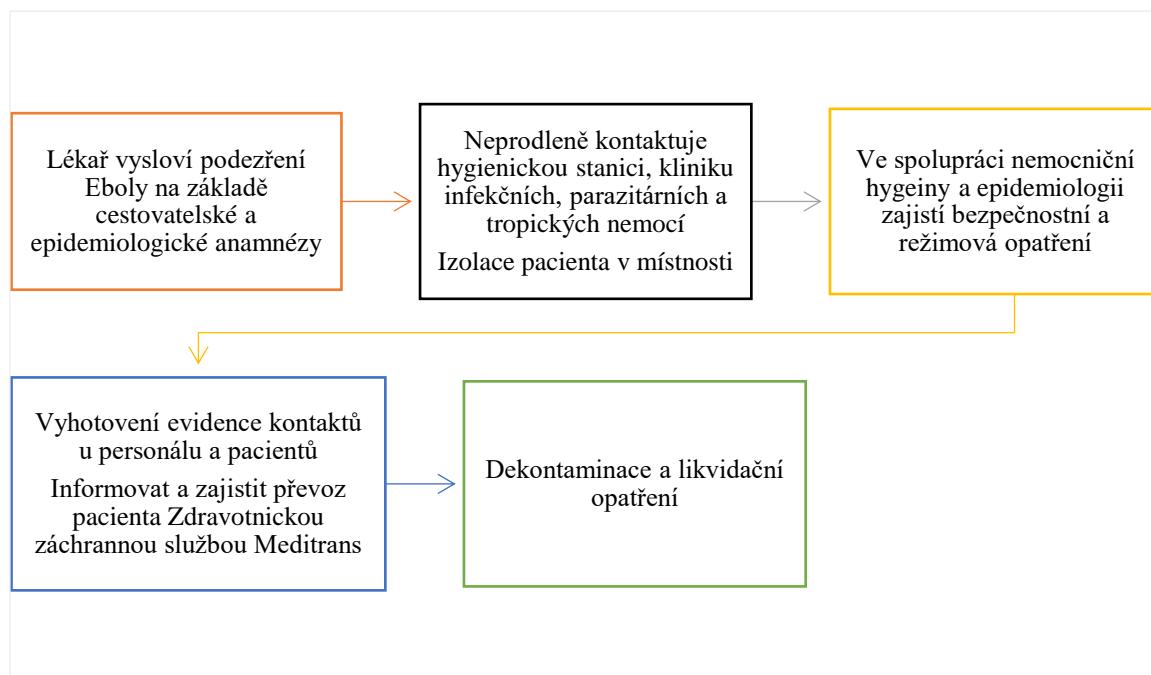 Lékař vysloví podezření
Eboly na základě
cestovatelské a
epidemiologické anamnézy
Neprodleně kontaktuje
hygienickou stanici, kliniku
infekčních, parazitárních a
tropických nemocí
Izolace pacienta v místnosti
Ve spolupráci nemocniční
hygeiny a epidemiologii
zajistí bezpečnostní a
režimová opatření
Vyhotovení evidence kontaktů
u personálu a pacientů
Informovat a zajistit převoz
pacienta Zdravotnickou
záchrannou službou Meditrans
Dekontaminace a likvidační
opatření